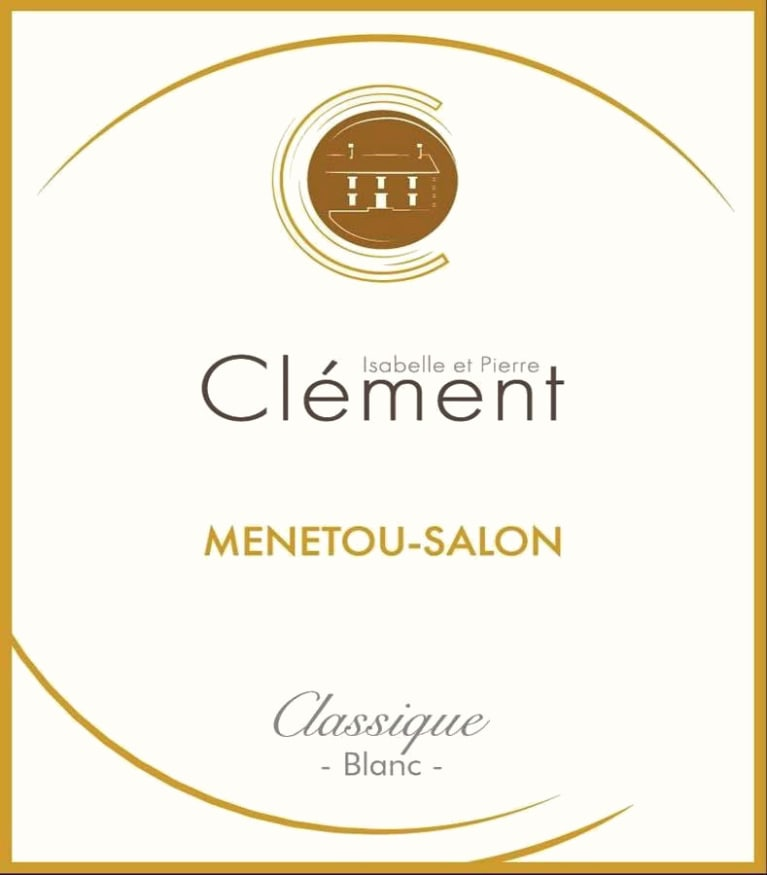 Isabelle et Pierre
Clément
MENETOU-SALON
Classique
- Blanc -